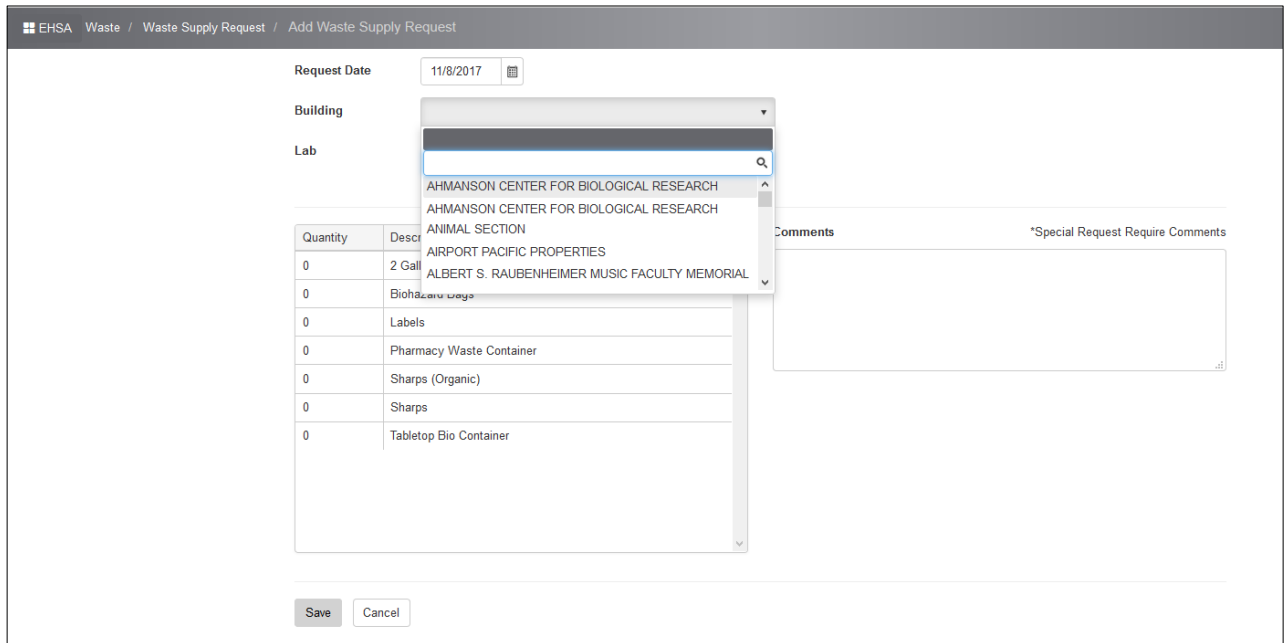 EHSA Waste / Waste Supply Request / Add Waste Supply Request
Request Date 11/8/2017
Building
Lab
AHMANSON CENTER FOR BIOLOGICAL RESEARCH
AHMANSON CENTER FOR BIOLOGICAL RESEARCH
ANIMAL SECTION
AIRPORT PACIFIC PROPERTIES
ALBERT S. RAUBENHEIMER MUSIC FACULTY MEMORIAL
Comments *Special Request Require Comments
Quantity Descr
0 2 Gall
0 Biohazard Bags
0 Labels
0 Pharmacy Waste Container
0 Sharps (Organic)
0 Sharps
0 Tabletop Bio Container
Save Cancel